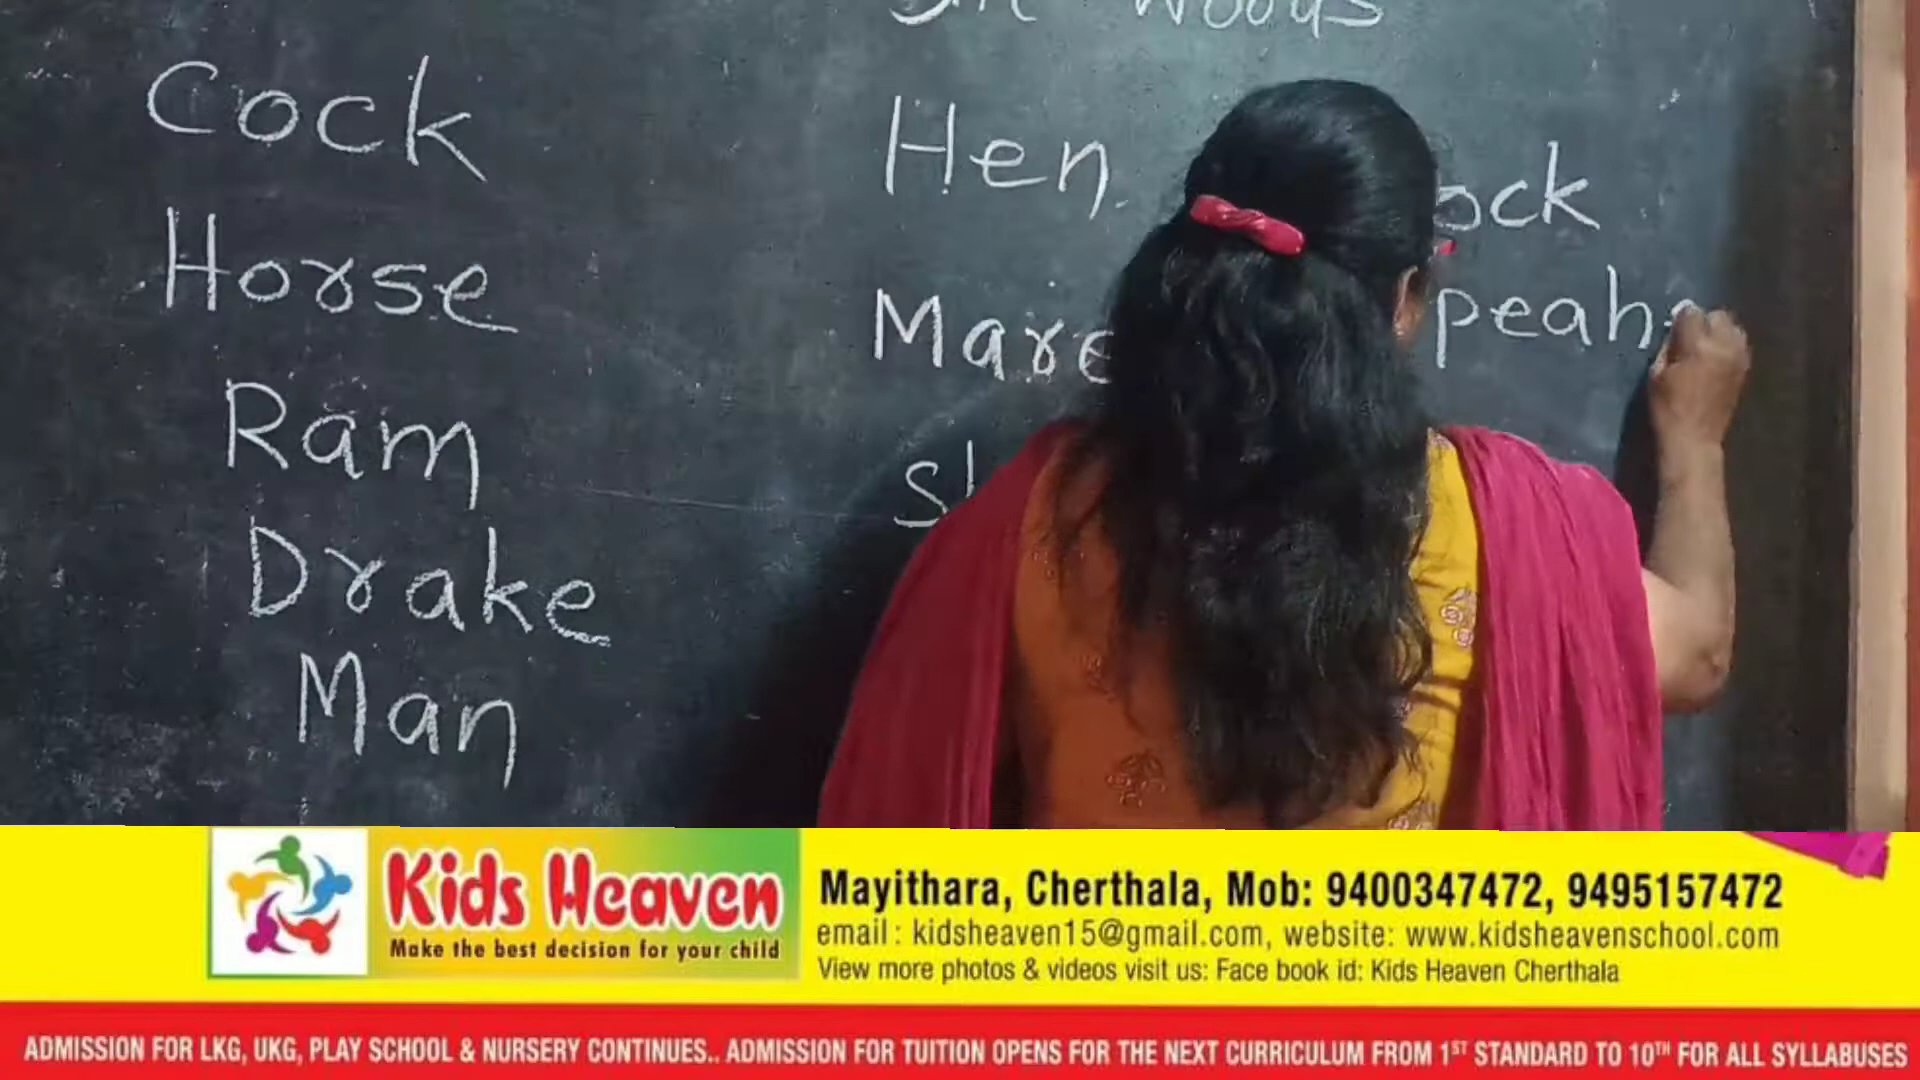 Woods
Cock
Hen
ock
Horse
Mare
peah
Ram
Drake
Man
Kids Heaven
Make the best decision for your child
Mayithara, Cherthala, Mob: 9400347472, 9495157472
email : kidsheaven15@gmail.com, website: www.kidsheavenschool.com
View more photos & videos visit us: Face book id: Kids Heaven Cherthala
ADMISSION FOR LKG, UKG, PLAY SCHOOL & NURSERY CONTINUES.. ADMISSION FOR TUITION OPENS FOR THE NEXT CURRICULUM FROM 1ST STANDARD TO 10TH FOR ALL SYLLABUSES